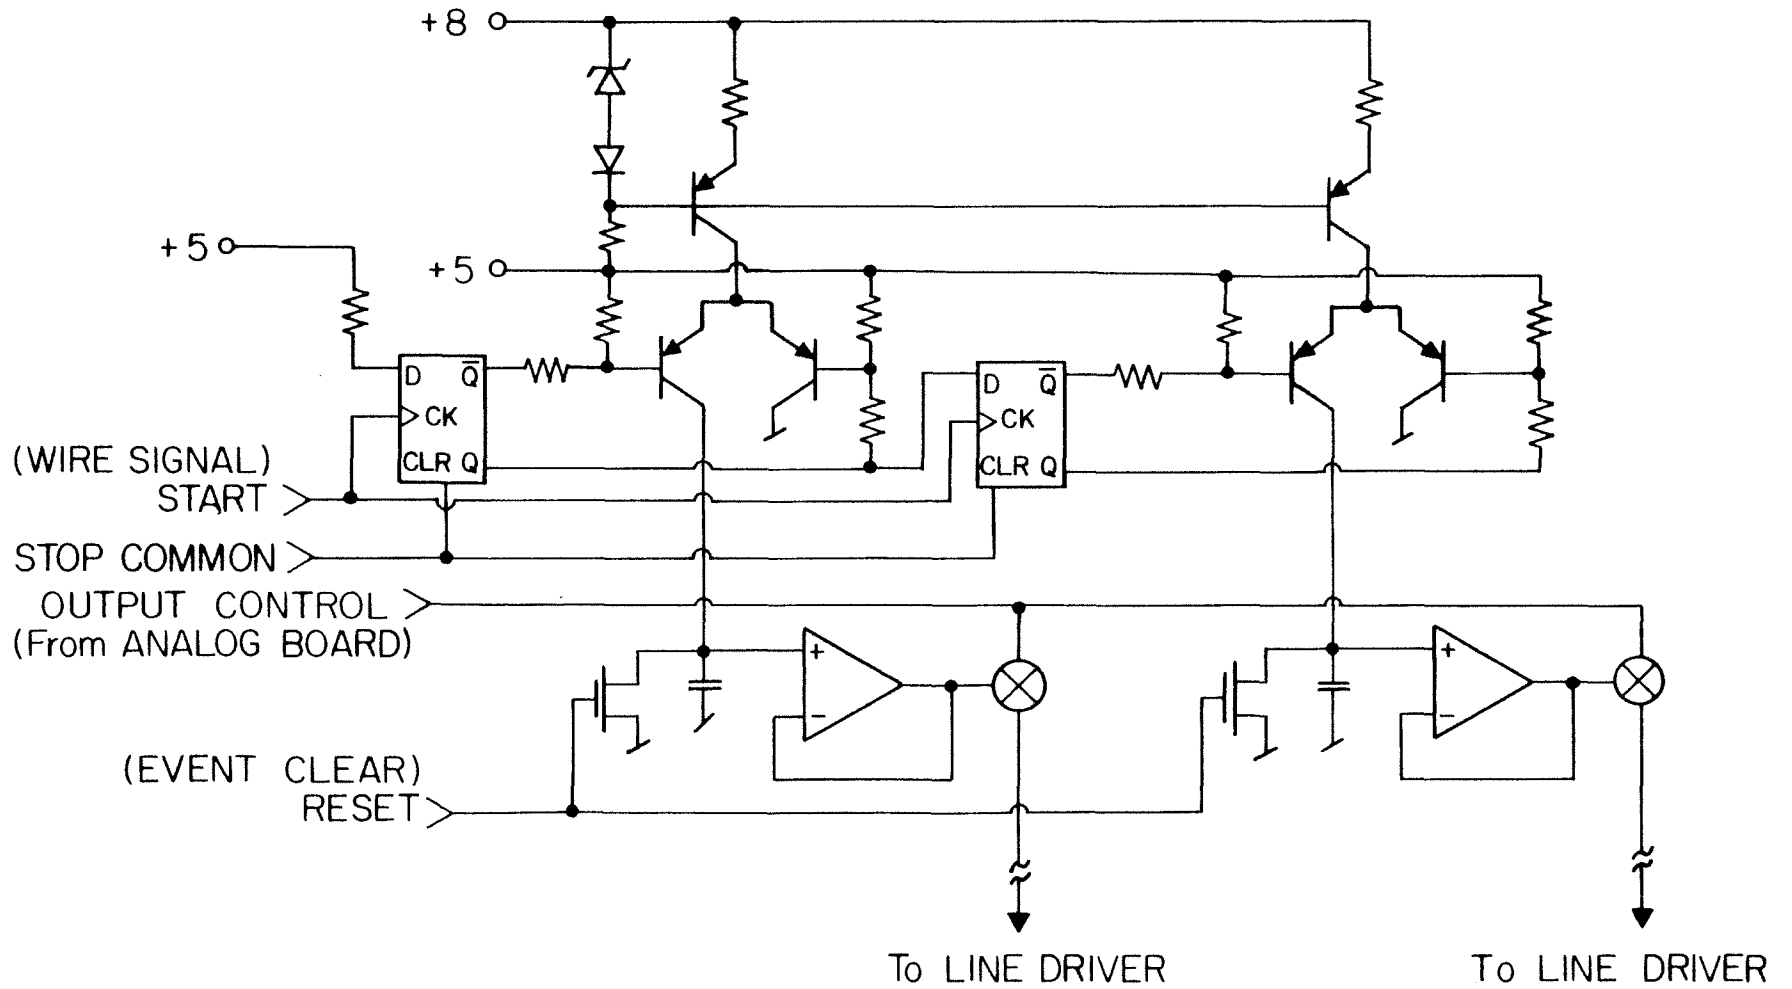 +8
+5
+5
D Q̅
CK
CLR Q
D Q̅
CK
CLR Q
(WIRE SIGNAL)
START
STOP COMMON
OUTPUT CONTROL
(From ANALOG BOARD)
+
−
+
−
(EVENT CLEAR)
RESET
To LINE DRIVER
To LINE DRIVER